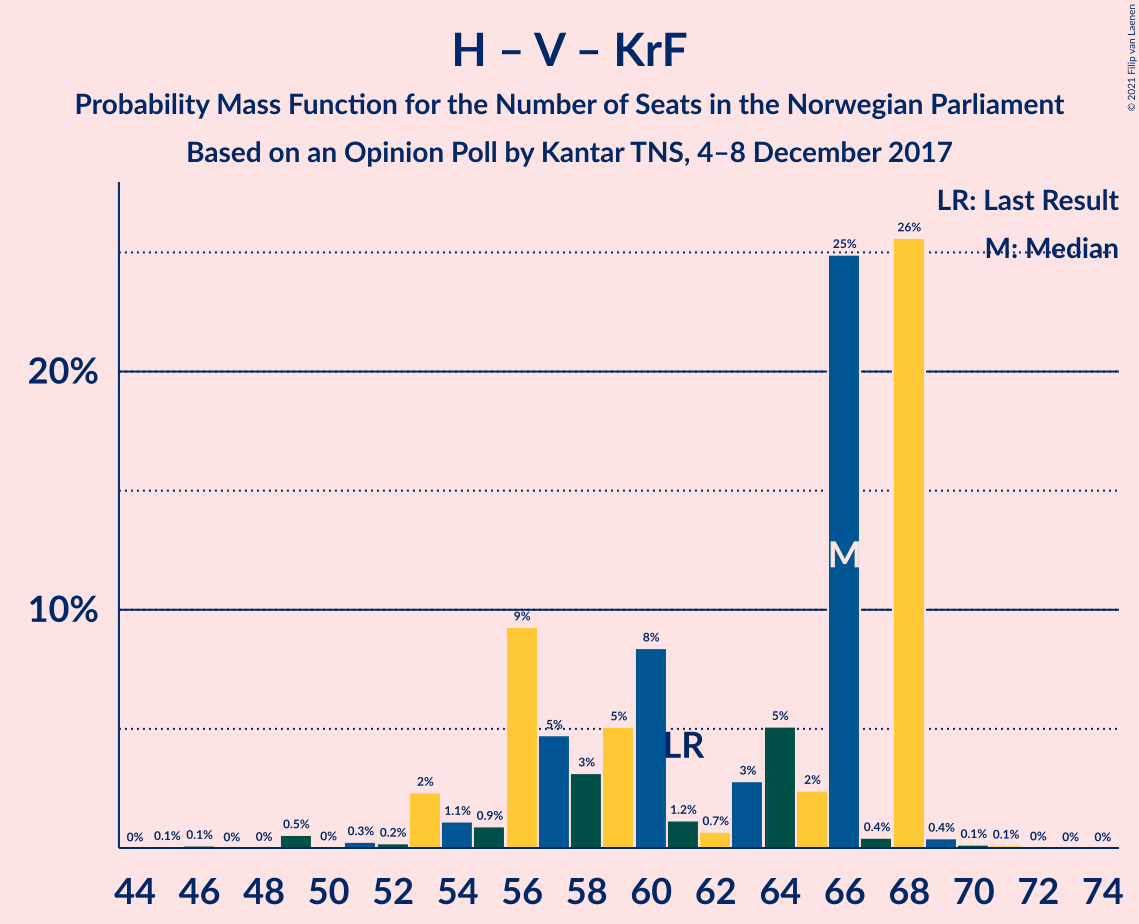 H – V – KrF
Probability Mass Function for the Number of Seats in the Norwegian Parliament
Based on an Opinion Poll by Kantar TNS, 4–8 December 2017
© 2021 Filip van Laenen
LR: Last Result
M: Median
20%
10%
0% 0.1% 0.1% 0% 0% 0.5% 0% 0.3% 0.2% 2% 1.1% 0.9% 9% 5% 3% 5% 8% 1.2% 0.7% 3% 5% 2% 25% 0.4% 26% 0.4% 0.1% 0.1% 0% 0% 0%
LR
M
44 46 48 50 52 54 56 58 60 62 64 66 68 70 72 74